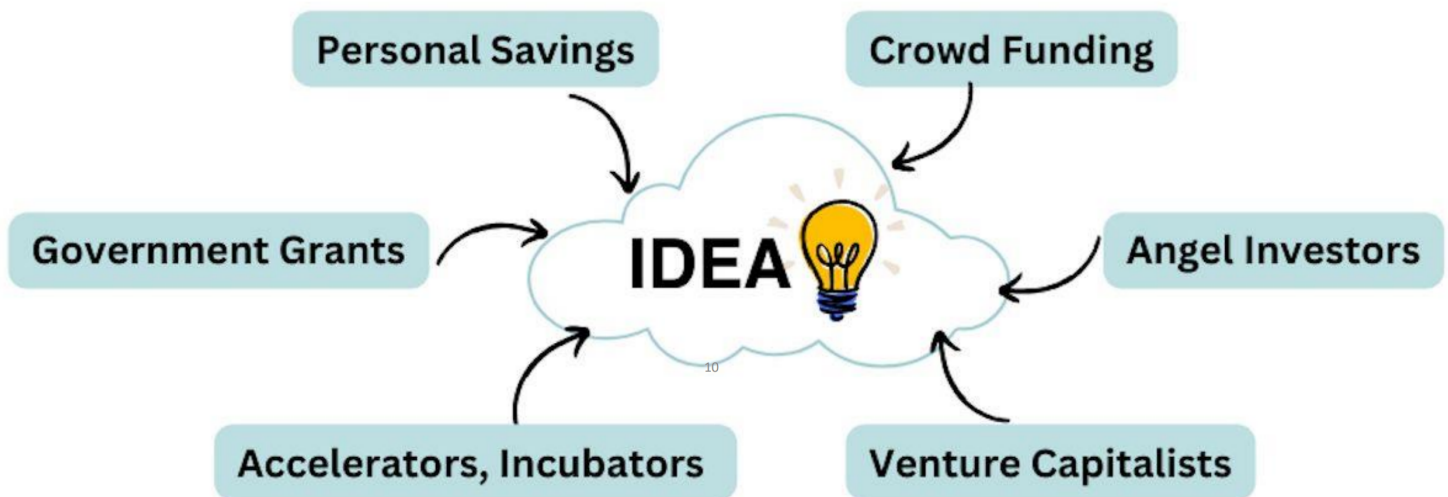 Personal Savings
Crowd Funding
Government Grants
IDEA
Angel Investors
10
Accelerators, Incubators
Venture Capitalists